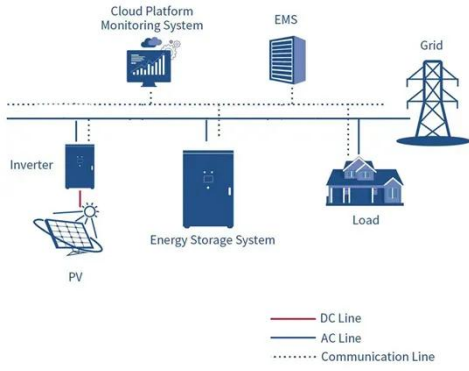 Cloud Platform
Monitoring System
EMS
Grid
Inverter
Energy Storage System
Load
PV
DC Line
AC Line
Communication Line